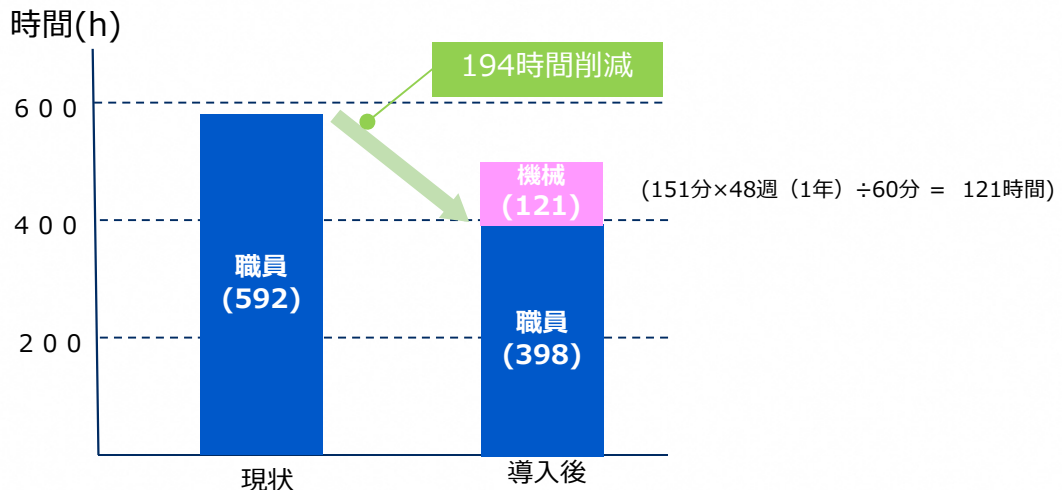 時間(h)
194時間削減
６００
機械
(121)
(151分×48週（1年）÷60分 ＝ 121時間)
４００
職員
(592)
職員
(398)
２００
現状
導入後